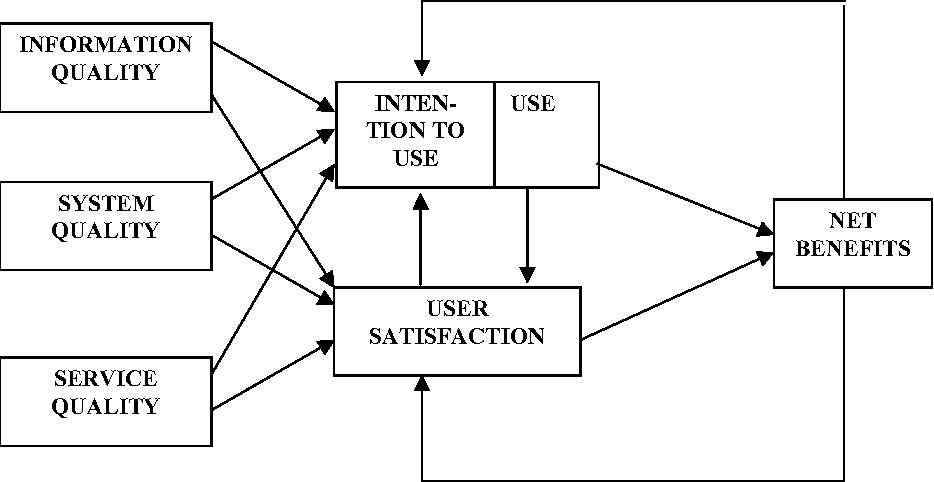 INFORMATION
QUALITY
INTEN-
TION TO
USE
USE
SYSTEM
QUALITY
NET
BENEFITS
USER
SATISFACTION
SERVICE
QUALITY